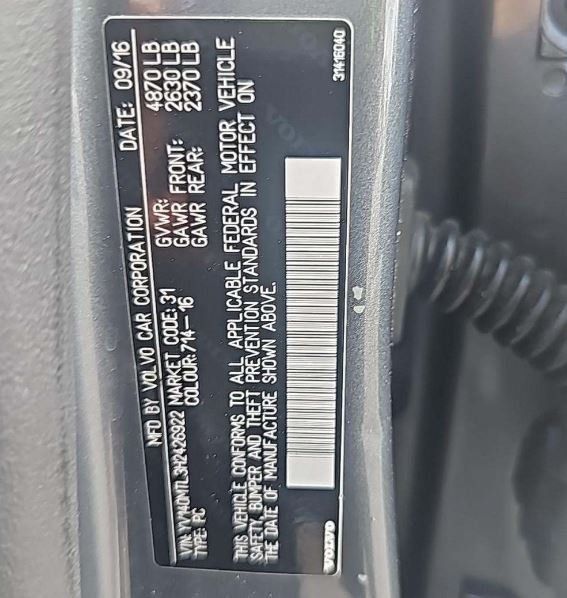 MFD BY VOLVO CAR CORPORATION DATE: 09/16
GVWR: 4870 LB
GAWR FRONT: 2630 LB
GAWR REAR: 2370 LB
VIN: YV140MTL3H2426922 MARKET CODE: 31
TYPE: PC COLOUR: 714-16
THIS VEHICLE CONFORMS TO ALL APPLICABLE FEDERAL MOTOR VEHICLE
SAFETY, BUMPER AND THEFT PREVENTION STANDARDS IN EFFECT ON
THE DATE OF MANUFACTURE SHOWN ABOVE.
VOLVO 31416040